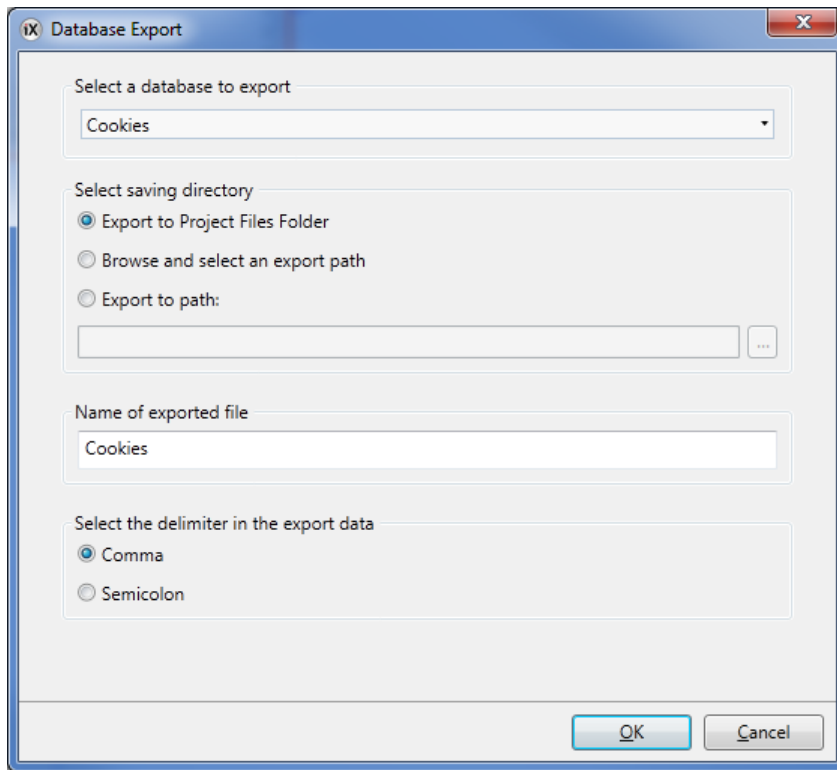 iX Database Export
Select a database to export
Cookies
Select saving directory
Export to Project Files Folder
Browse and select an export path
Export to path:
...
Name of exported file
Cookies
Select the delimiter in the export data
Comma
Semicolon
OK Cancel